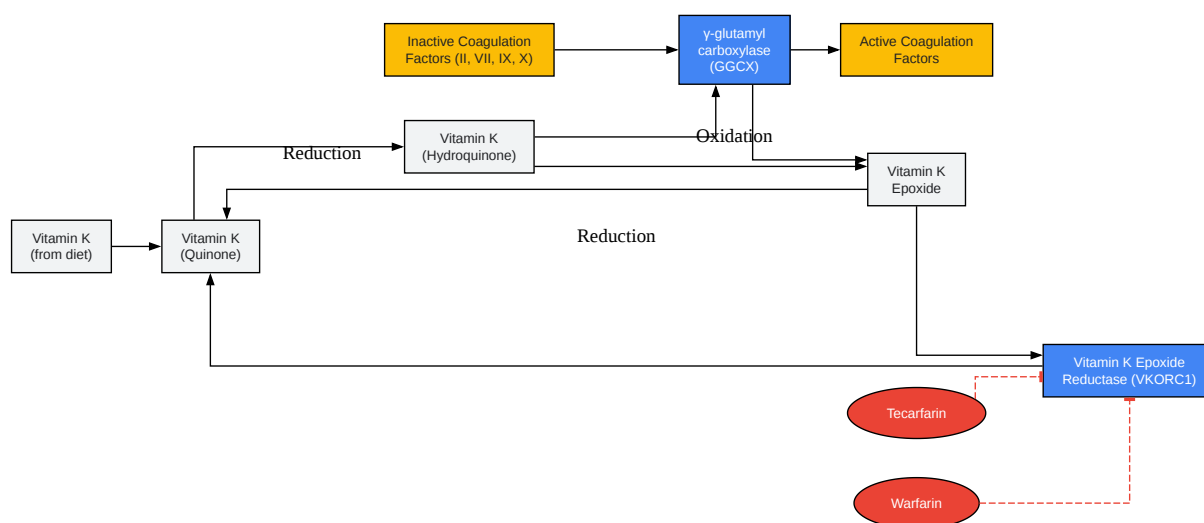 Inactive Coagulation
Factors (II, VII, IX, X)
γ-glutamyl
carboxylase
(GGCX)
Active Coagulation
Factors
Vitamin K
(Hydroquinone)
Oxidation
Reduction
Vitamin K
Epoxide
Reduction
Vitamin K
(from diet)
Vitamin K
(Quinone)
Vitamin K Epoxide
Reductase (VKORC1)
Tecarfarin
Warfarin